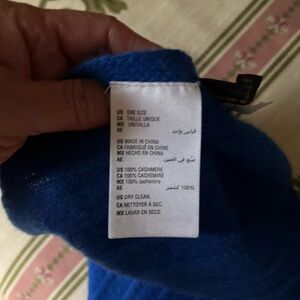 US ONE SIZE
CA TAILLE UNIQUE
MX UNITALLA
AE قياس واحد
US MADE IN CHINA
CA FABRIQUÉ EN CHINE
MX HECHO EN CHINA
AE صنع في الصين
US 100% CASHMERE
CA 100% CACHEMIRE
MX 100% cachemira
AE 100% كشمير
US DRY CLEAN.
CA NETTOYER À SEC.
MX LAVAR EN SECO.